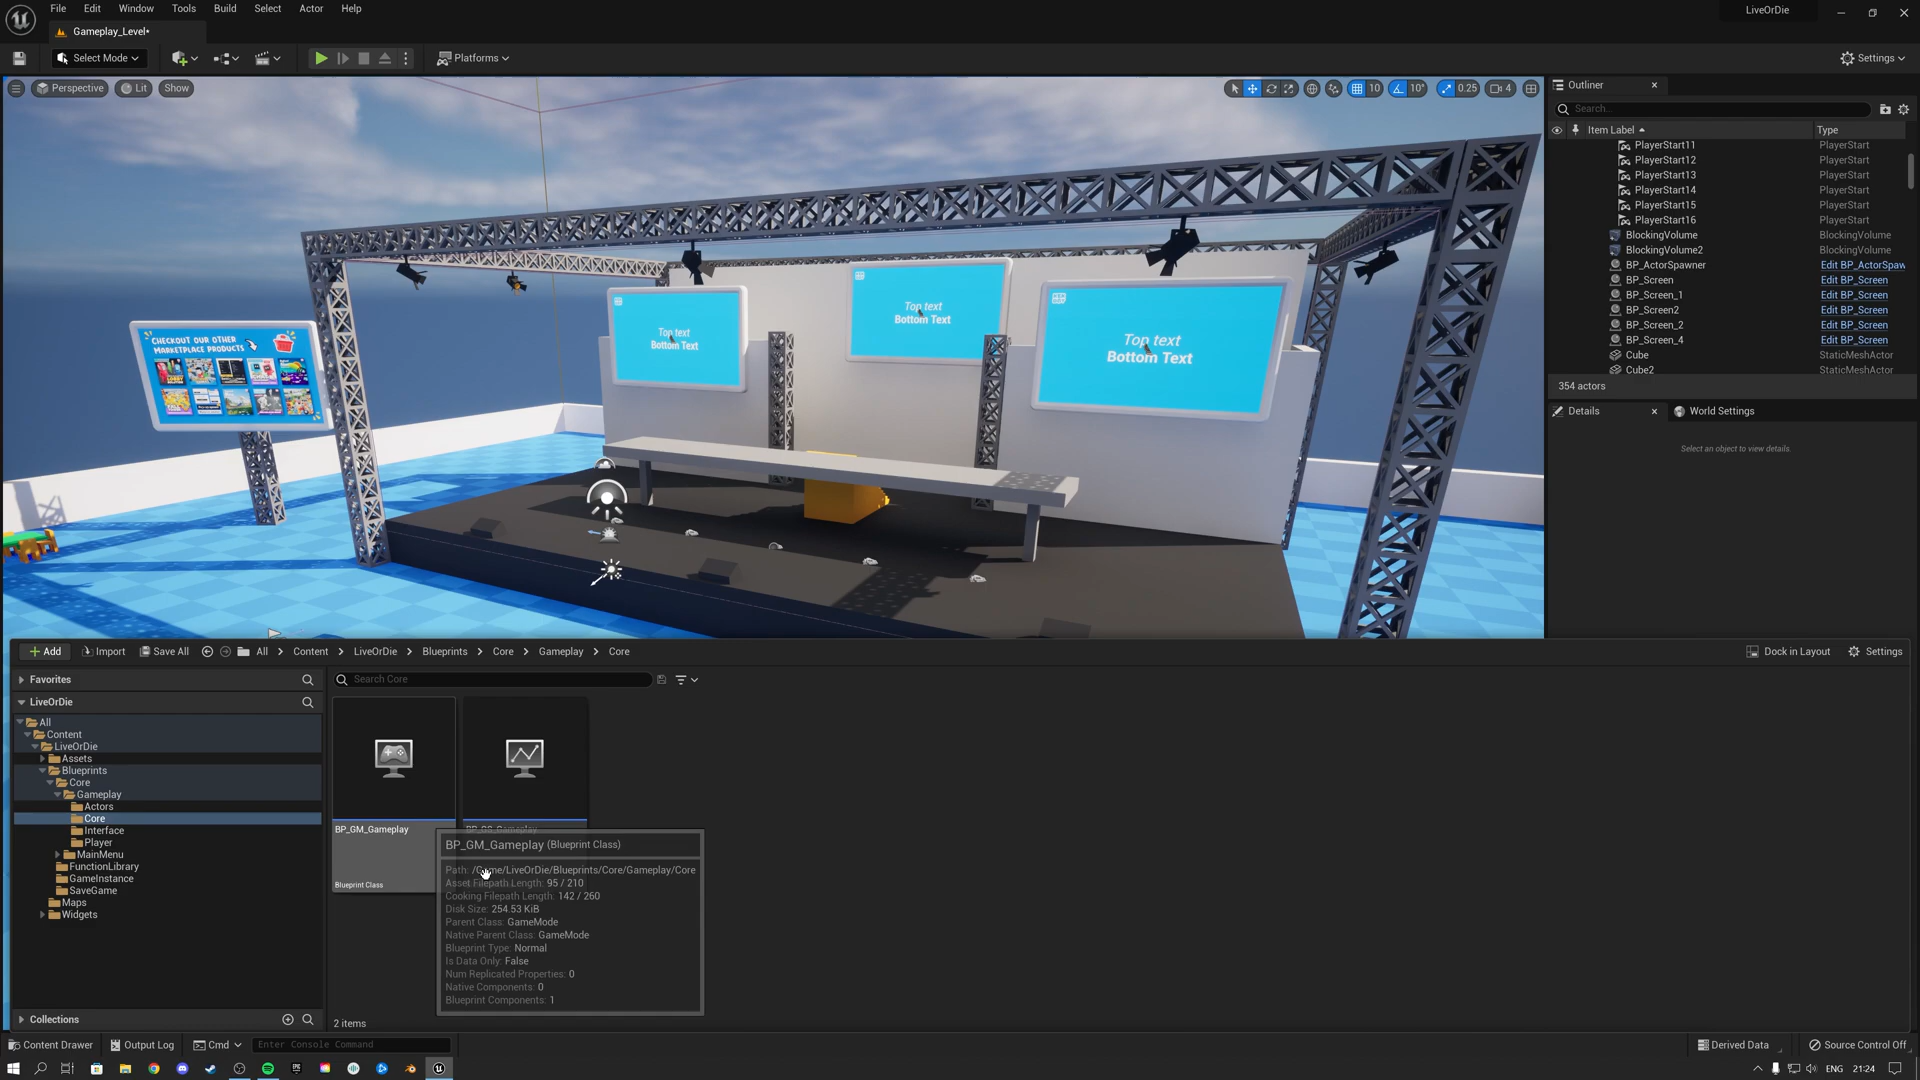 File Edit Window Tools Build Select Actor Help
LiveOrDie
Gameplay_Level*
Select Mode
Platforms
Settings
Perspective
Lit
Show
10
10°
0.25
4
CHECKOUT OUR OTHER
MARKETPLACE PRODUCTS
Top text
Bottom Text
Top text
Bottom Text
Top text
Bottom Text
Outliner
Search...
Item Label
Type
PlayerStart11 PlayerStart
PlayerStart12 PlayerStart
PlayerStart13 PlayerStart
PlayerStart14 PlayerStart
PlayerStart15 PlayerStart
PlayerStart16 PlayerStart
BlockingVolume BlockingVolume
BlockingVolume2 BlockingVolume
BP_ActorSpawner Edit BP_ActorSpaw
BP_Screen Edit BP_Screen
BP_Screen_1 Edit BP_Screen
BP_Screen2 Edit BP_Screen
BP_Screen_2 Edit BP_Screen
BP_Screen_4 Edit BP_Screen
Cube StaticMeshActor
Cube2 StaticMeshActor
354 actors
Details
World Settings
Select an object to view details
Add
Import
Save All
All
Content
LiveOrDie
Blueprints
Core
Gameplay
Core
Dock in Layout
Settings
Favorites
LiveOrDie
All
Content
LiveOrDie
Assets
Blueprints
Core
Gameplay
Actors
Core
Interface
Player
MainMenu
FunctionLibrary
GameInstance
SaveGame
Maps
Widgets
Collections
Search Core
BP_GM_Gameplay
Blueprint Class
BP_GS_Gameplay
BP_GM_Gameplay (Blueprint Class)
Path: /Game/LiveOrDie/Blueprints/Core/Gameplay/Core
Asset Filepath Length: 95 / 210
Cooking Filepath Length: 142 / 260
Disk Size: 254.53 KiB
Parent Class: GameMode
Native Parent Class: GameMode
Blueprint Type: Normal
Is Data Only: False
Num Replicated Properties: 0
Native Components: 0
Blueprint Components: 1
2 items
Content Drawer
Output Log
Cmd
Enter Console Command
Derived Data
Source Control Off
ENG
21:24